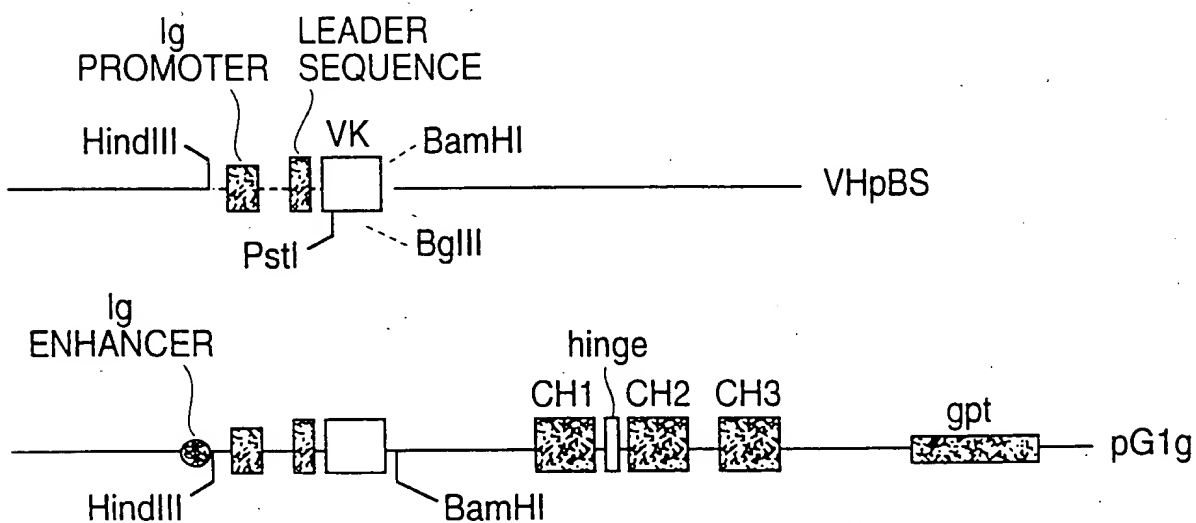 Ig
PROMOTER
LEADER
SEQUENCE
HindIII
VK
BamHI
VHpBS
PstI
BgIII
Ig
ENHANCER
hinge
CH1
CH2
CH3
gpt
pG1g
HindIII
BamHI